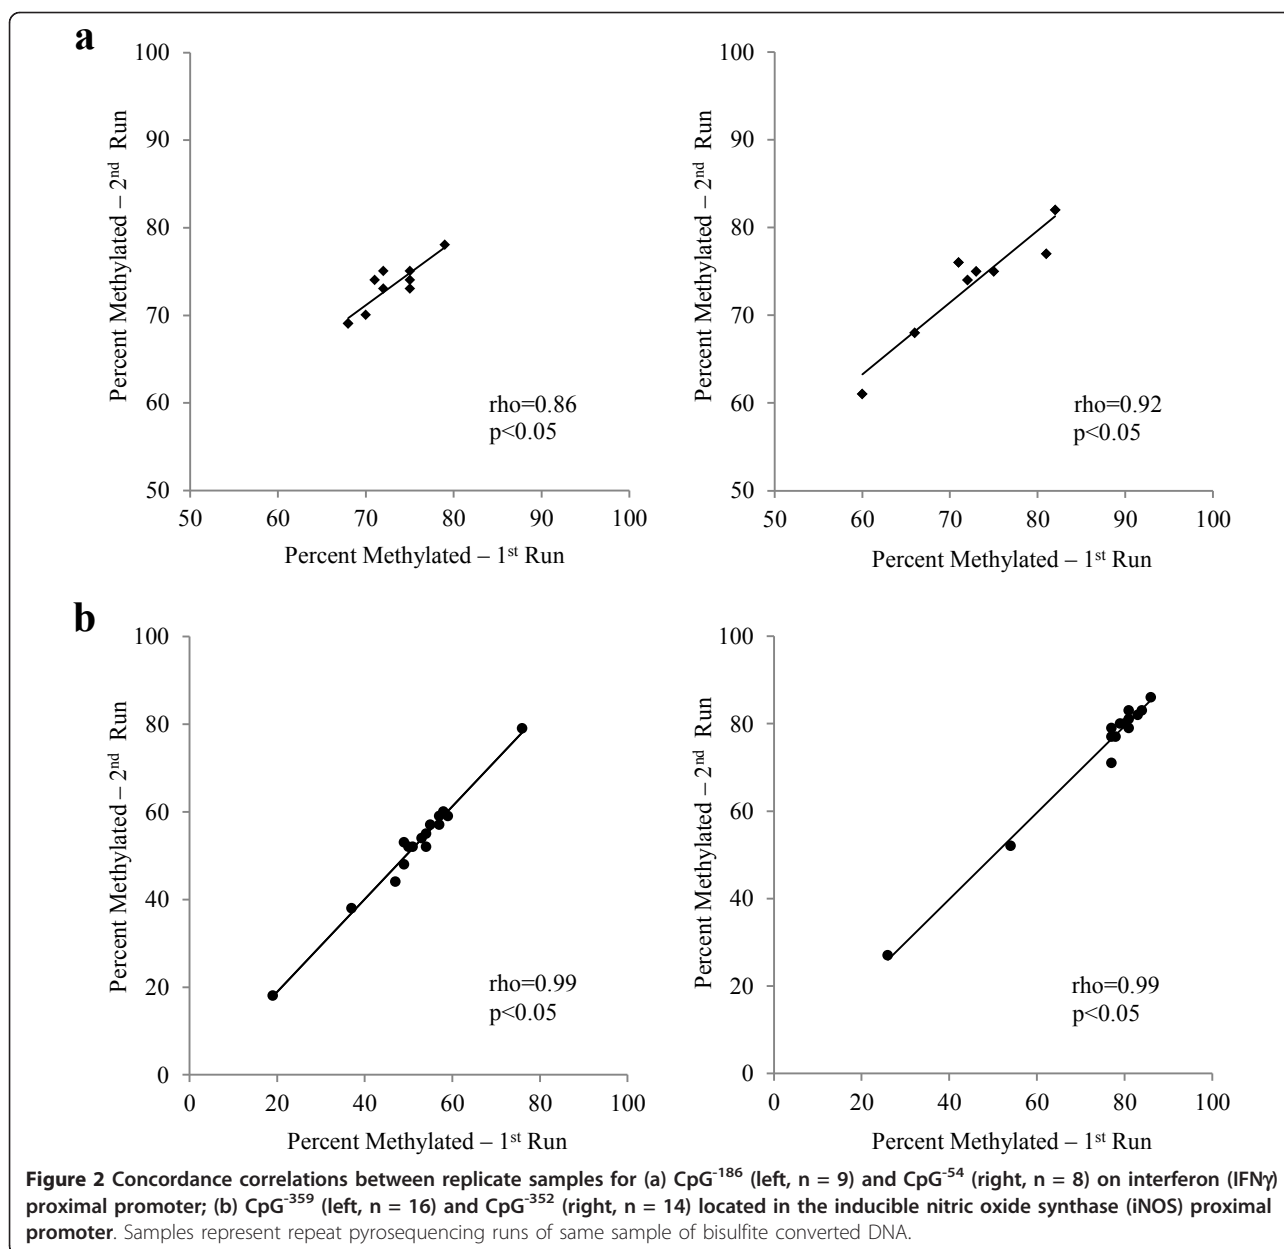 a
100
90
80
70
60
50
50 60 70 80 90 100
Percent Methylated – 2nd Run
Percent Methylated – 1st Run
rho=0.86
p<0.05
100
90
80
70
60
50
50 60 70 80 90 100
Percent Methylated – 2nd Run
Percent Methylated – 1st Run
rho=0.92
p<0.05
b
100
80
60
40
20
0
0 20 40 60 80 100
Percent Methylated – 2nd Run
Percent Methylated – 1st Run
rho=0.99
p<0.05
100
80
60
40
20
0
0 20 40 60 80 100
Percent Methylated – 2nd Run
Percent Methylated – 1st Run
rho=0.99
p<0.05
Figure 2 Concordance correlations between replicate samples for (a) CpG-186 (left, n = 9) and CpG-54 (right, n = 8) on interferon (IFNγ)
proximal promoter; (b) CpG-359 (left, n = 16) and CpG-352 (right, n = 14) located in the inducible nitric oxide synthase (iNOS) proximal
promoter. Samples represent repeat pyrosequencing runs of same sample of bisulfite converted DNA.